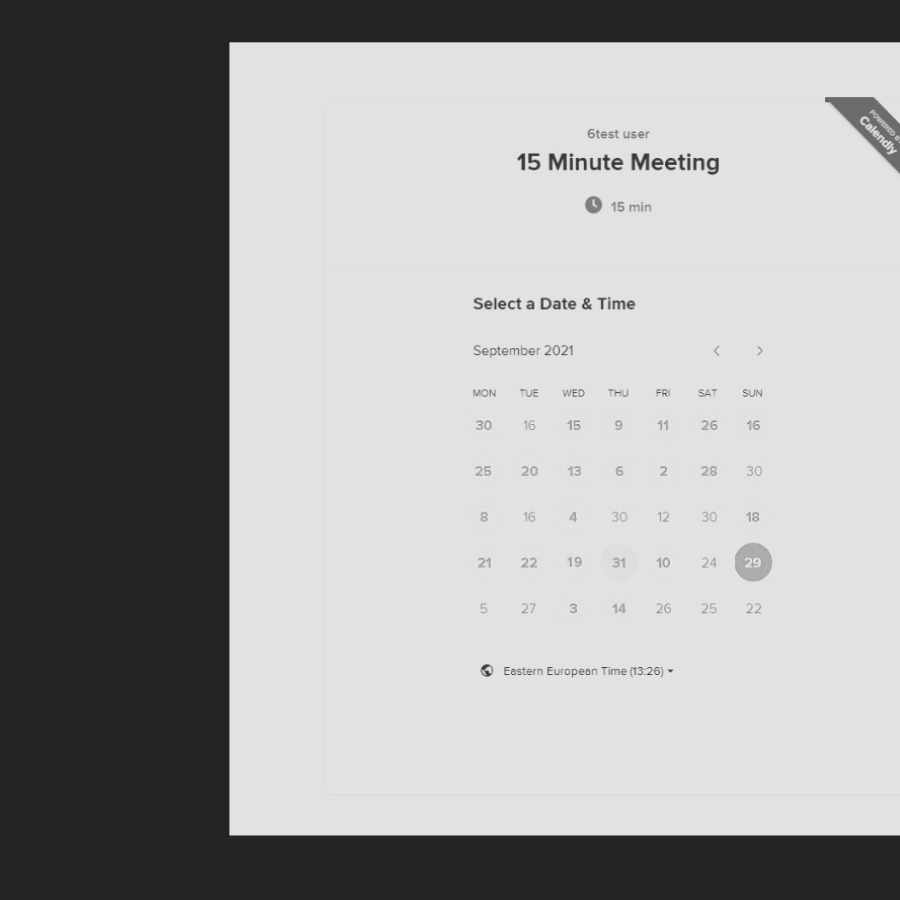 POWERED BY
Calendly
6test user
15 Minute Meeting
15 min
Select a Date & Time
September 2021
MON TUE WED THU FRI SAT SUN
30 16 15 9 11 26 16
25 20 13 6 2 28 30
8 16 4 30 12 30 18
21 22 19 31 10 24 29
5 27 3 14 26 25 22
Eastern European Time (13:26)